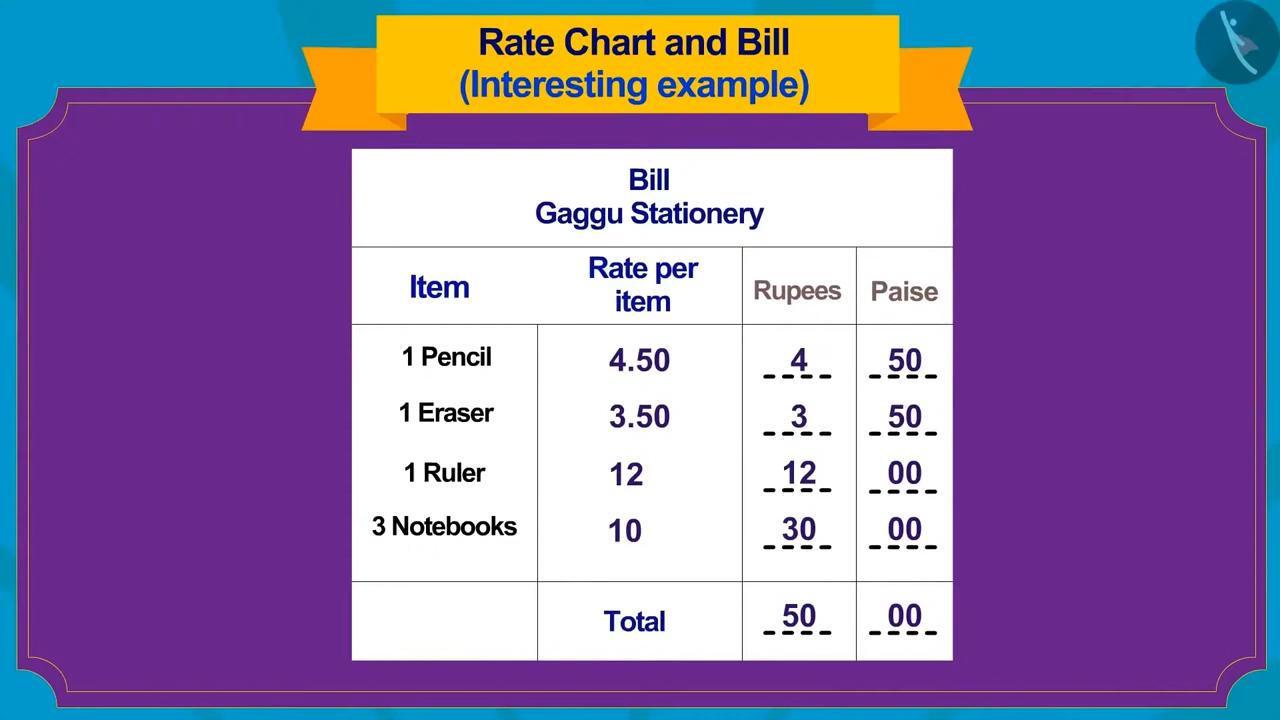 Rate Chart and Bill
(Interesting example)
Bill
Gaggu Stationery
Item Rate per item Rupees Paise
1 Pencil 4.50 4 50
1 Eraser 3.50 3 50
1 Ruler 12 12 00
3 Notebooks 10 30 00
Total 50 00